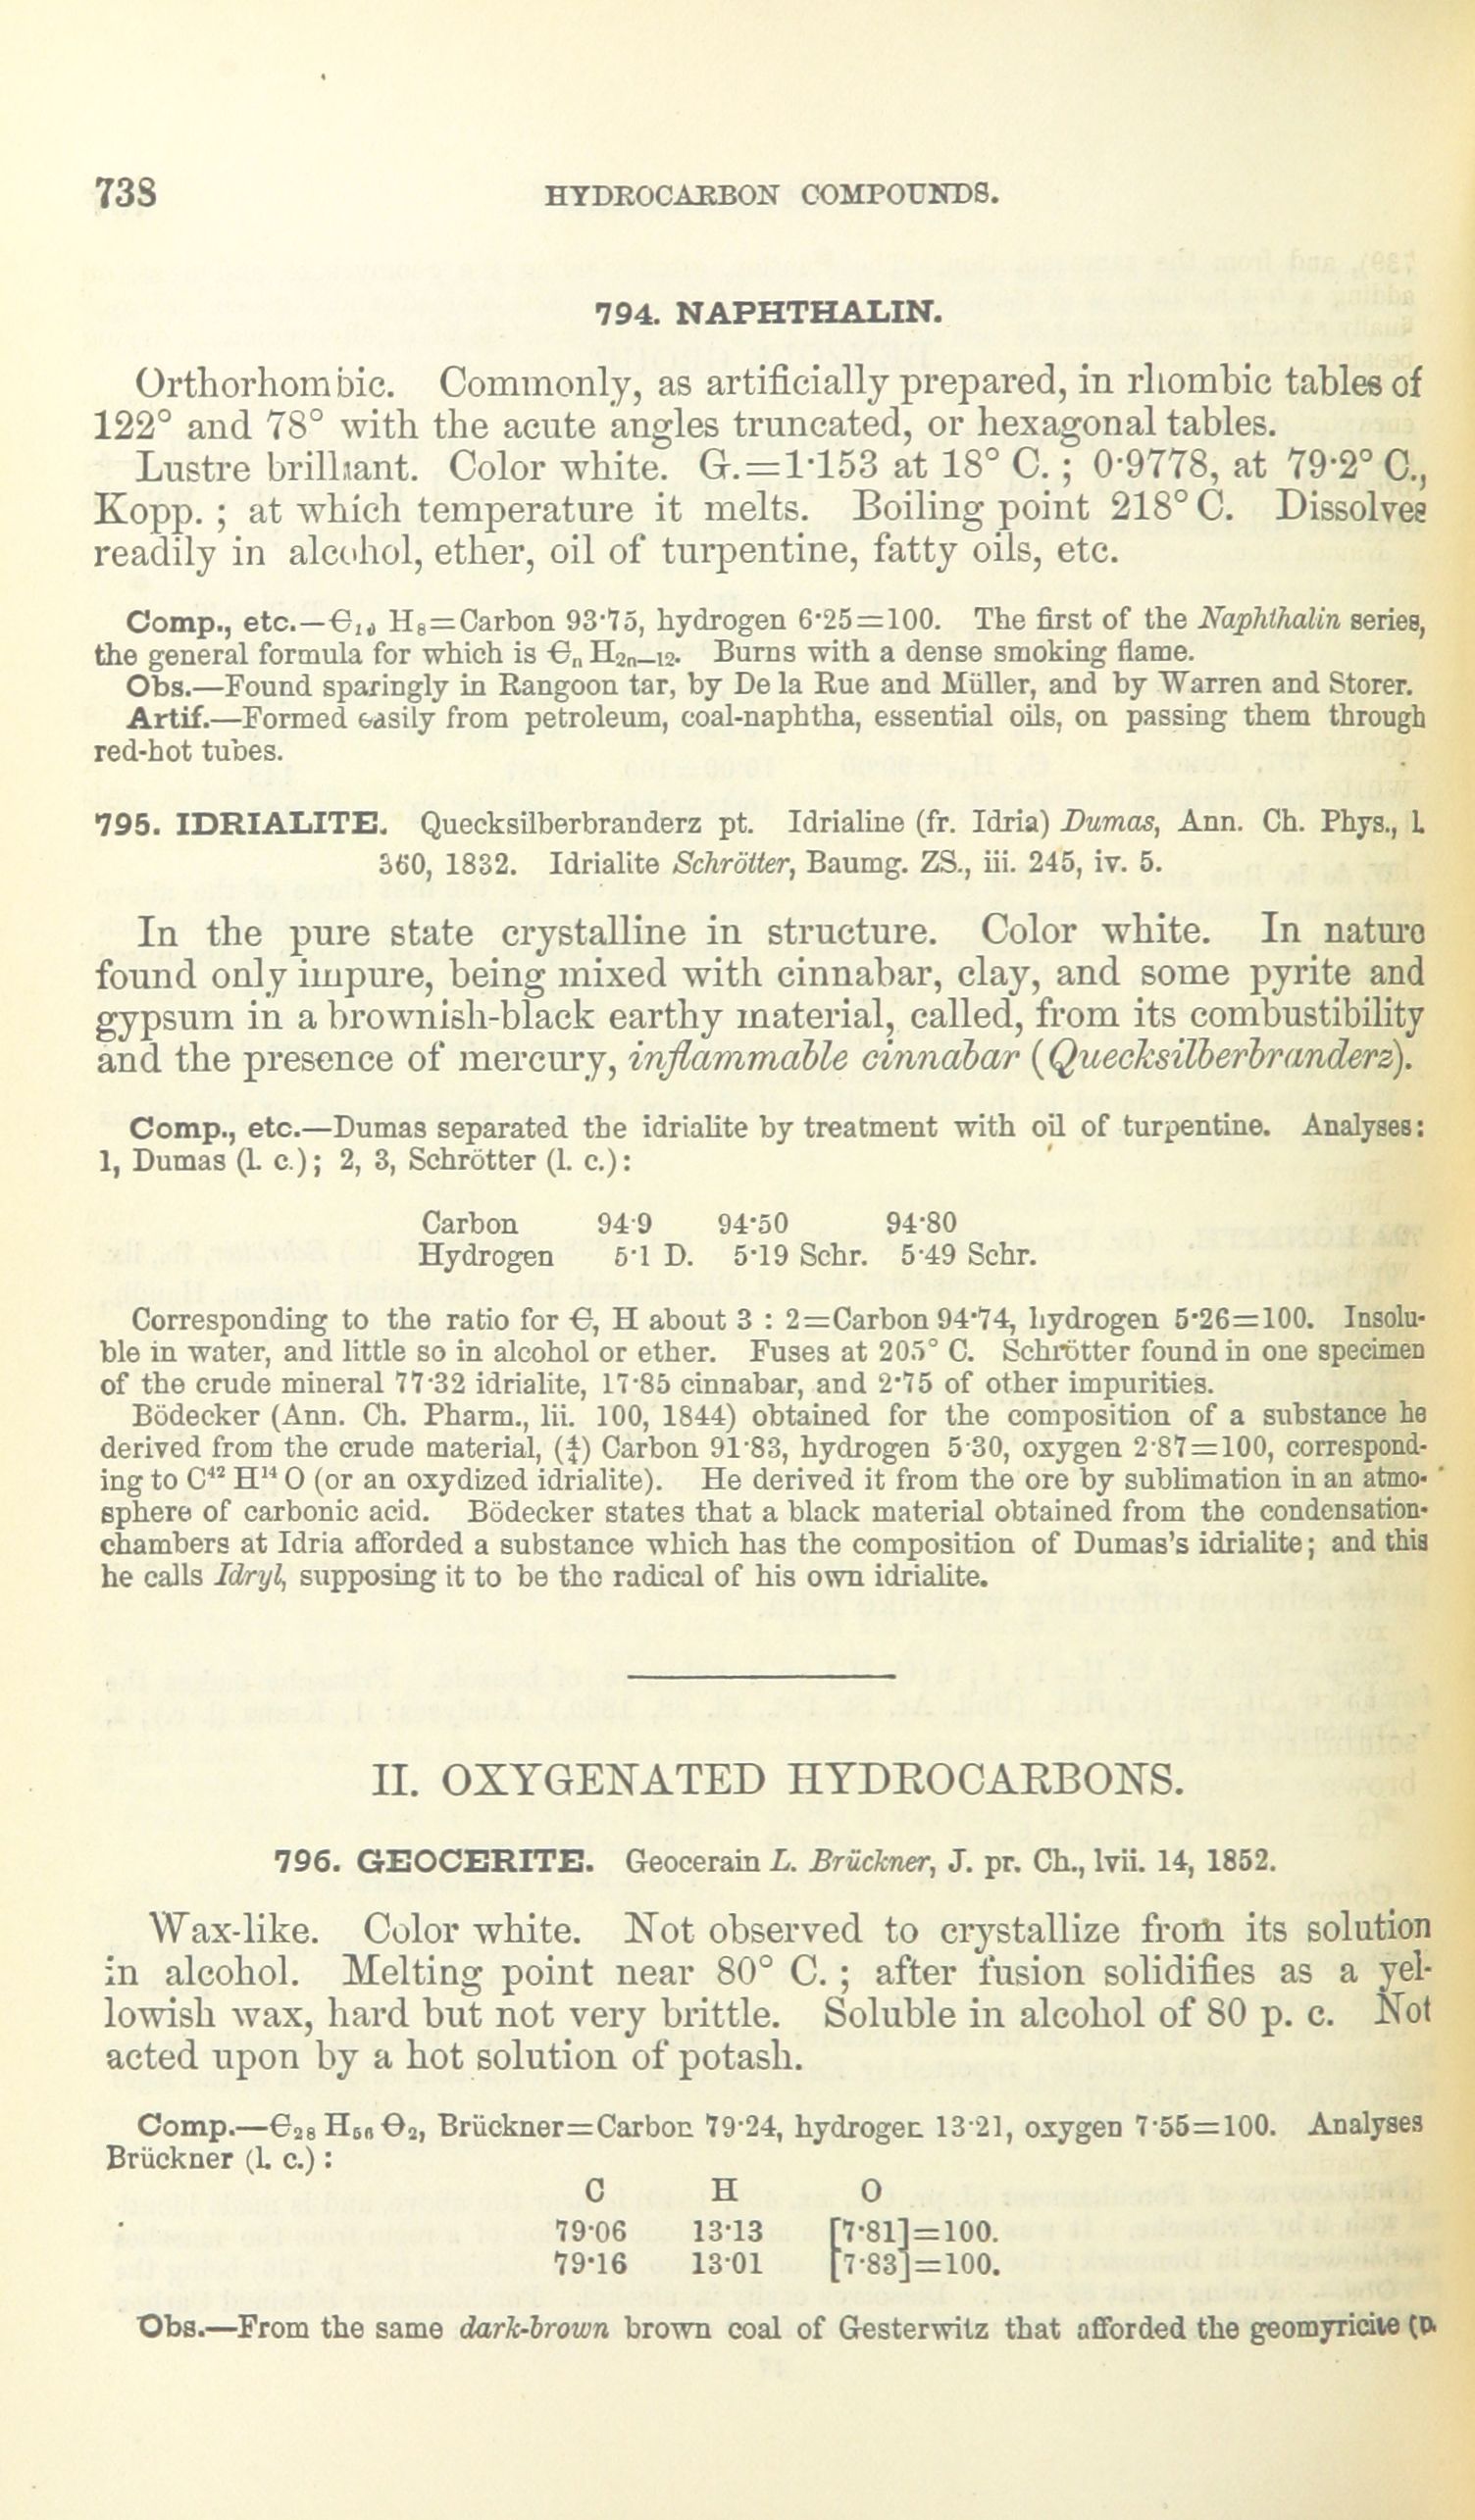 738
HYDROCARBON COMPOUNDS.
794. NAPHTHALIN.
Orthorhombic. Commonly, as artificially prepared, in rhombic tables of
122° and 78° with the acute angles truncated, or hexagonal tables.
Lustre brilliant. Color white. G.=1·153 at 18° C.; 0·9778, at 79·2° C.,
Kopp.; at which temperature it melts. Boiling point 218° C. Dissolves
readily in alcohol, ether, oil of turpentine, fatty oils, etc.
Comp., etc.—Є₁₀ H₈=Carbon 93·75, hydrogen 6·25=100. The first of the Naphthalin series,
the general formula for which is Єₙ H₂ₙ₋₁₂. Burns with a dense smoking flame.
Obs.—Found sparingly in Rangoon tar, by De la Rue and Müller, and by Warren and Storer.
Artif.—Formed easily from petroleum, coal-naphtha, essential oils, on passing them through
red-hot tubes.
795. IDRIALITE. Quecksilberbranderz pt. Idrialine (fr. Idria) Dumas, Ann. Ch. Phys., l.
360, 1832. Idrialite Schrötter, Baumg. ZS., iii. 245, iv. 5.
In the pure state crystalline in structure. Color white. In nature
found only impure, being mixed with cinnabar, clay, and some pyrite and
gypsum in a brownish-black earthy material, called, from its combustibility
and the presence of mercury, inflammable cinnabar (Quecksilberbranderz).
Comp., etc.—Dumas separated the idrialite by treatment with oil of turpentine. Analyses:
1, Dumas (l. c.); 2, 3, Schrötter (l. c.):
Carbon 94·9 94·50 94·80
Hydrogen 5·1 D. 5·19 Schr. 5·49 Schr.
Corresponding to the ratio for Є, H about 3 : 2=Carbon 94·74, hydrogen 5·26=100. Insolu-
ble in water, and little so in alcohol or ether. Fuses at 205° C. Schrötter found in one specimen
of the crude mineral 77·32 idrialite, 17·85 cinnabar, and 2·75 of other impurities.
Bödecker (Ann. Ch. Pharm., lii. 100, 1844) obtained for the composition of a substance he
derived from the crude material, (⁴⁄) Carbon 91·83, hydrogen 5·30, oxygen 2·87=100, correspond-
ing to C⁴² H¹⁴ O (or an oxydized idrialite). He derived it from the ore by sublimation in an atmo-
sphere of carbonic acid. Bödecker states that a black material obtained from the condensation-
chambers at Idria afforded a substance which has the composition of Dumas's idrialite; and this
he calls Idryl, supposing it to be the radical of his own idrialite.
II. OXYGENATED HYDROCARBONS.
796. GEOCERITE. Geocerain L. Brückner, J. pr. Ch., lvii. 14, 1852.
Wax-like. Color white. Not observed to crystallize from its solution
in alcohol. Melting point near 80° C.; after fusion solidifies as a yel-
lowish wax, hard but not very brittle. Soluble in alcohol of 80 p. c. Not
acted upon by a hot solution of potash.
Comp.—Є₂₈ H₅₆ Ɵ₂, Brückner=Carbon 79·24, hydrogen 13·21, oxygen 7·55=100. Analyses
Brückner (l. c.):
C H O
79·06 13·13 [7·81]=100.
79·16 13·01 [7·83]=100.
Obs.—From the same dark-brown brown coal of Gesterwitz that afforded the geomyricite (p.